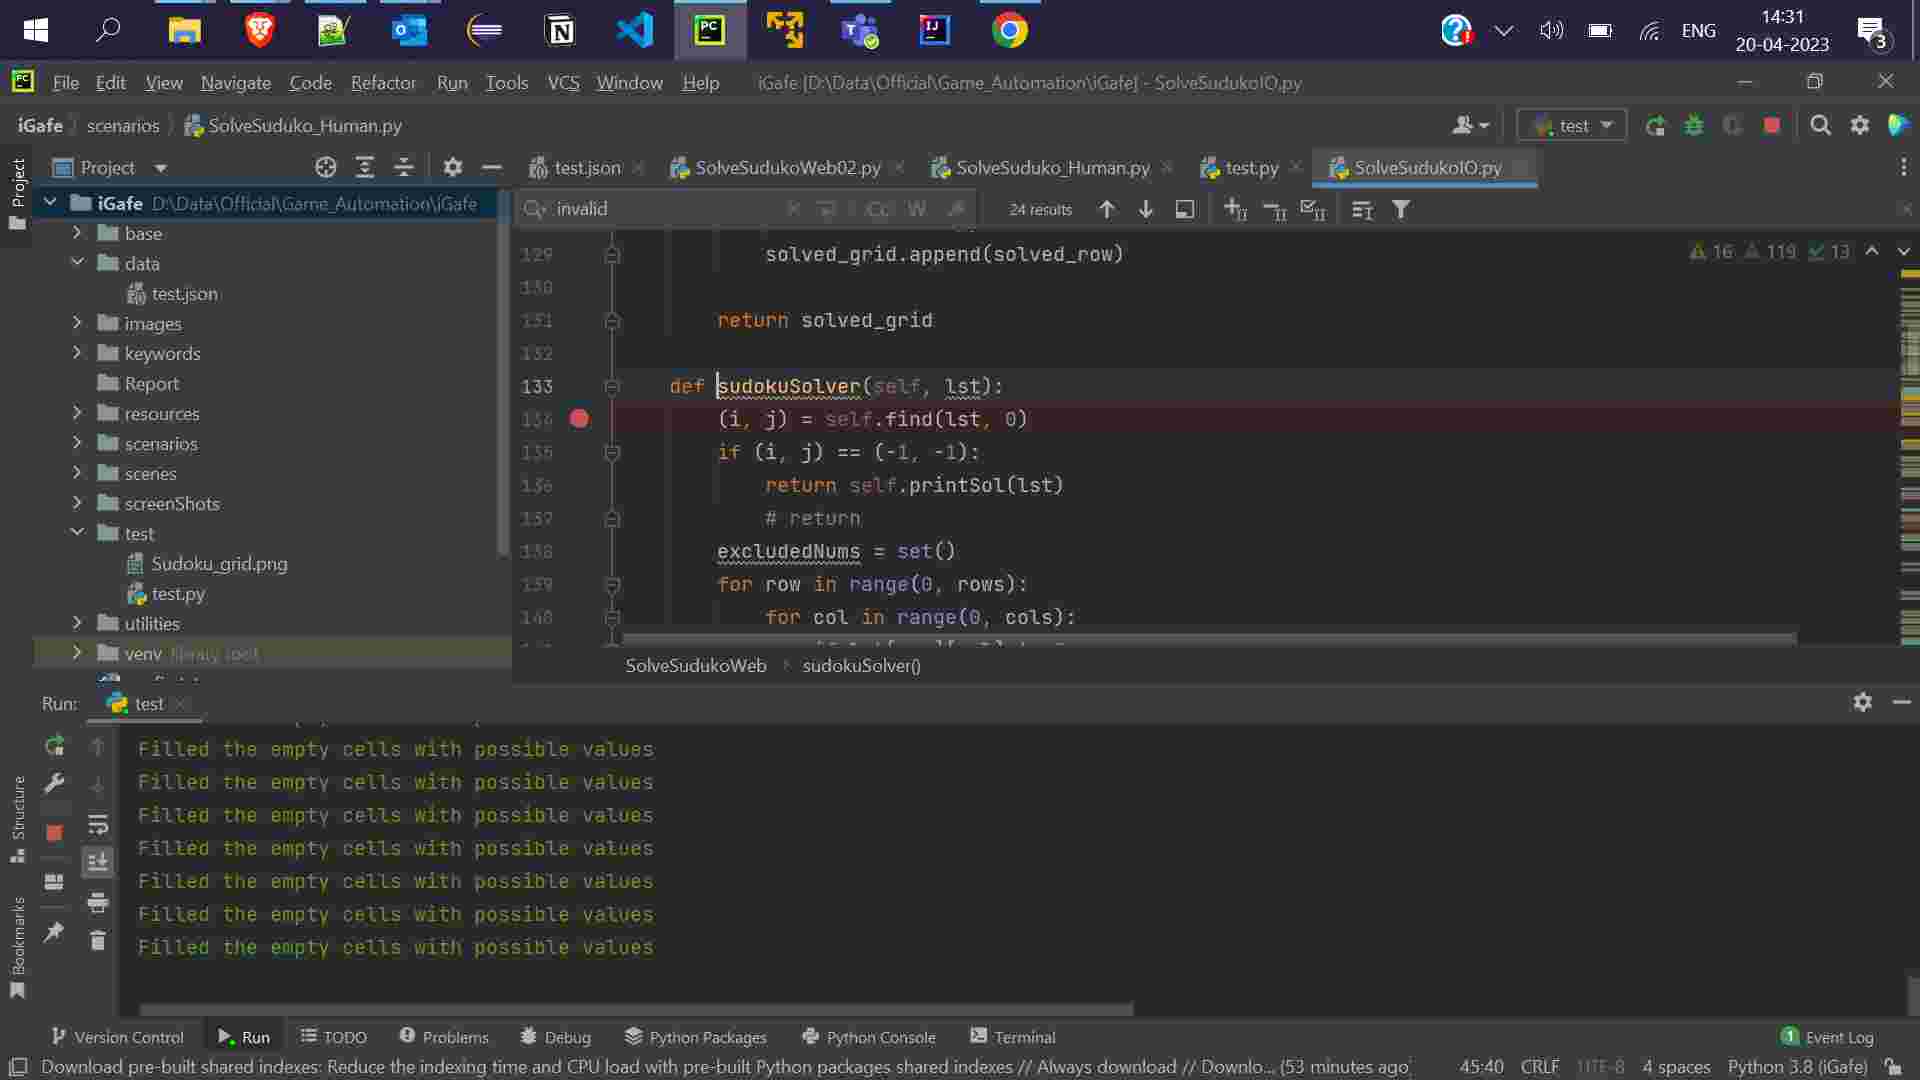 ENG
14:31
20-04-2023
3
File Edit View Navigate Code Refactor Run Tools VCS Window Help iGafe [D:\Data\Official\Game_Automation\iGafe] - SolveSudukoIO.py
iGafe scenarios SolveSuduko_Human.py
test
Project
test.json SolveSudukoWeb02.py SolveSuduko_Human.py test.py SolveSudukoIO.py
Project
iGafe D:\Data\Official\Game_Automation\iGafe
base
data
test.json
images
keywords
Report
resources
scenarios
scenes
screenShots
test
Sudoku_grid.png
test.py
utilities
venv library root
invalid Cc W 24 results
16 119 13
129 solved_grid.append(solved_row)
130
131 return solved_grid
132
133 def sudokuSolver(self, lst):
134 (i, j) = self.find(lst, 0)
135 if (i, j) == (-1, -1):
136 return self.printSol(lst)
137 # return
138 excludedNums = set()
139 for row in range(0, rows):
140 for col in range(0, cols):
SolveSudukoWeb sudokuSolver()
Run: test
Filled the empty cells with possible values
Filled the empty cells with possible values
Filled the empty cells with possible values
Filled the empty cells with possible values
Filled the empty cells with possible values
Filled the empty cells with possible values
Filled the empty cells with possible values
Structure
Bookmarks
Version Control Run TODO Problems Debug Python Packages Python Console Terminal 1 Event Log
Download pre-built shared indexes: Reduce the indexing time and CPU load with pre-built Python packages shared indexes // Always download // Downlo... (53 minutes ago) 45:40 CRLF UTF-8 4 spaces Python 3.8 (iGafe)